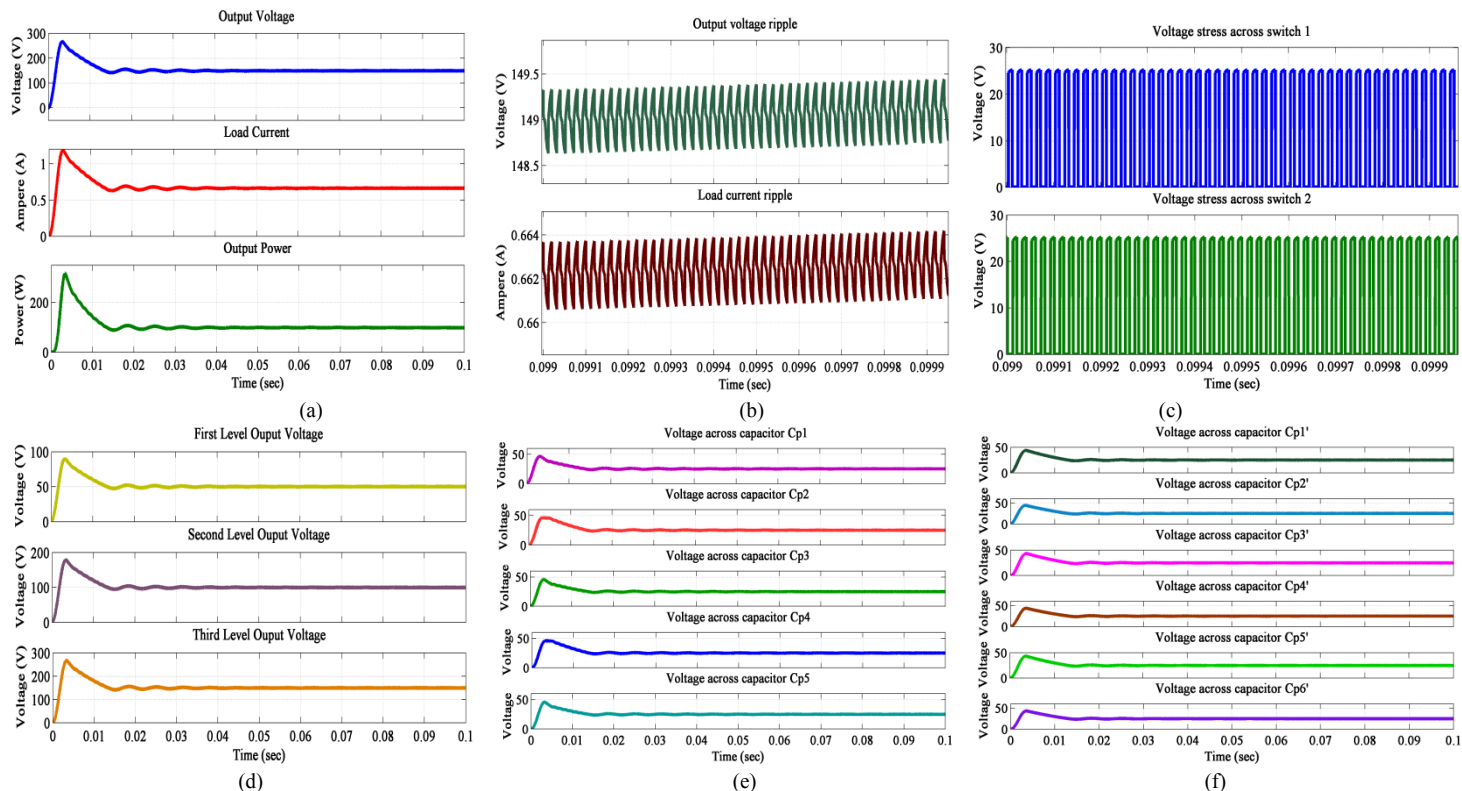 Output Voltage
Voltage (V)
300
200
100
0
Load Current
Ampere (A)
1
0.5
0
Output Power
Power (W)
200
0
0 0.01 0.02 0.03 0.04 0.05 0.06 0.07 0.08 0.09 0.1
Time (sec)
(a)
Output voltage ripple
Voltage (V)
149.5
149
148.5
Load current ripple
Ampere (A)
0.664
0.662
0.66
0.099 0.0991 0.0992 0.0993 0.0994 0.0995 0.0996 0.0997 0.0998 0.0999
Time (sec)
(b)
Voltage stress across switch 1
Voltage (V)
30
20
10
0
Voltage stress across switch 2
Voltage (V)
30
20
10
0
0.099 0.0991 0.0992 0.0993 0.0994 0.0995 0.0996 0.0997 0.0998 0.0999
Time (sec)
(c)
First Level Ouput Voltage
Voltage (V)
100
50
0
Second Level Ouput Voltage
Voltage (V)
200
100
0
Third Level Ouput Voltage
Voltage (V)
300
200
100
0
0 0.01 0.02 0.03 0.04 0.05 0.06 0.07 0.08 0.09 0.1
Time (sec)
(d)
Voltage across capacitor Cp1
Voltage
50
0
Voltage across capacitor Cp2
Voltage
50
0
Voltage across capacitor Cp3
Voltage
50
0
Voltage across capacitor Cp4
Voltage
50
0
Voltage across capacitor Cp5
Voltage
50
0
0 0.01 0.02 0.03 0.04 0.05 0.06 0.07 0.08 0.09 0.1
Time (sec)
(e)
Voltage across capacitor Cp1'
Voltage
50
0
Voltage across capacitor Cp2'
Voltage
50
0
Voltage across capacitor Cp3'
Voltage
50
0
Voltage across capacitor Cp4'
Voltage
50
0
Voltage across capacitor Cp5'
Voltage
50
0
Voltage across capacitor Cp6'
Voltage
50
0
0 0.01 0.02 0.03 0.04 0.05 0.06 0.07 0.08 0.09 0.1
Time (sec)
(f)